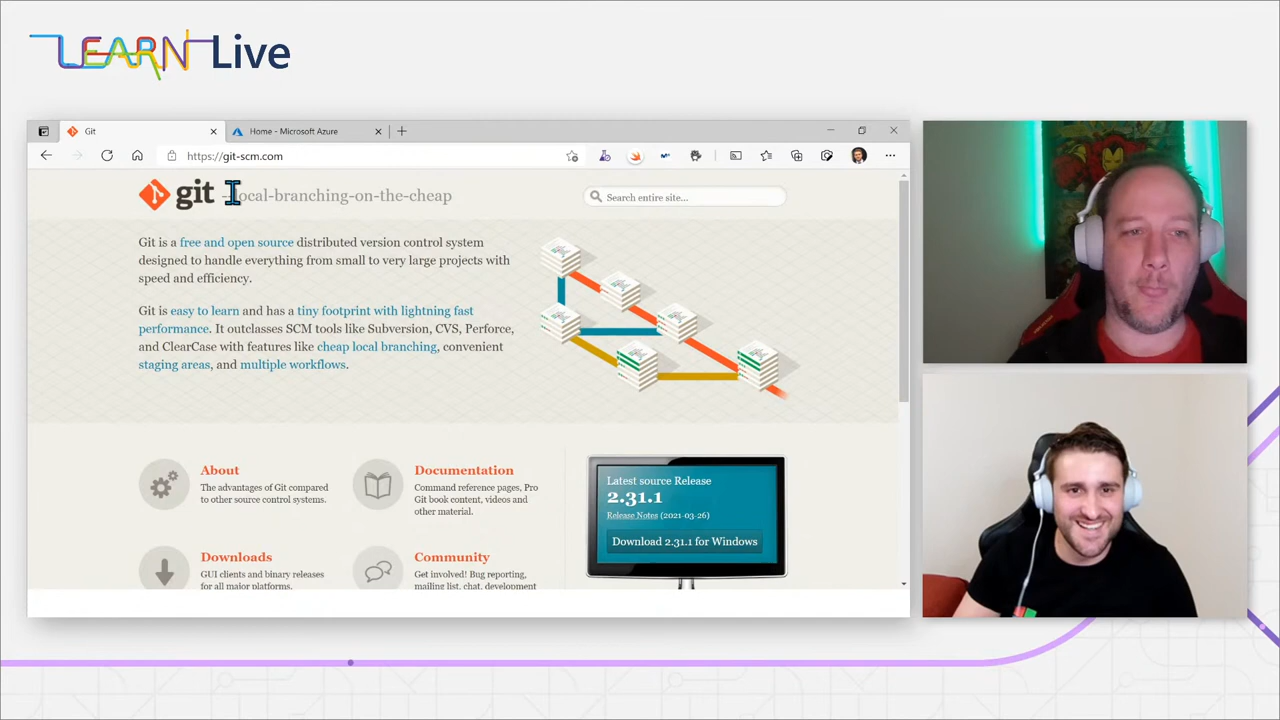 LEARN Live
Git
Home - Microsoft Azure
https://git-scm.com
git --local-branching-on-the-cheap
Search entire site...
Git is a free and open source distributed version control system
designed to handle everything from small to very large projects with
speed and efficiency.
Git is easy to learn and has a tiny footprint with lightning fast
performance. It outclasses SCM tools like Subversion, CVS, Perforce,
and ClearCase with features like cheap local branching, convenient
staging areas, and multiple workflows.
About
The advantages of Git compared
to other source control systems.
Documentation
Command reference pages, Pro
Git book content, videos and
other material.
Downloads
GUI clients and binary releases
for all major platforms.
Community
Get involved! Bug reporting,
mailing list, chat, development
Latest source Release
2.31.1
Release Notes (2021-03-26)
Download 2.31.1 for Windows